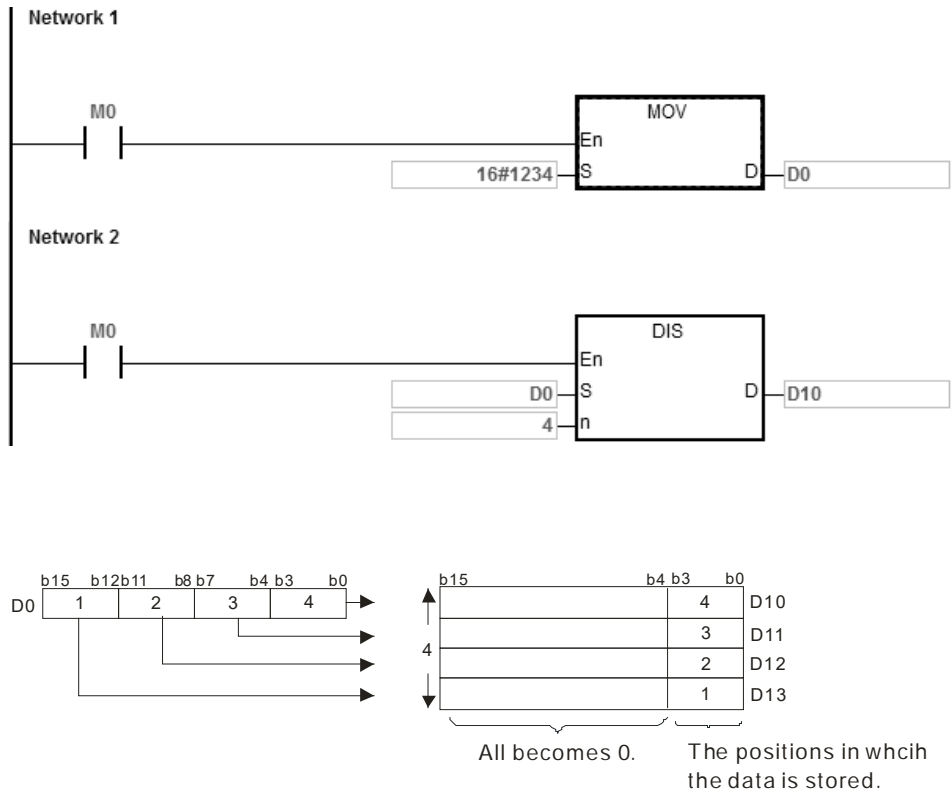 Network 1
M0
MOV
En
16#1234 S D D0
Network 2
M0
DIS
En
D0 S D D10
4 n
b15 b12 b11 b8 b7 b4 b3 b0
D0 1 2 3 4
b15 b4 b3 b0
4 D10
3 D11
4
2 D12
1 D13
All becomes 0.
The positions in whcih
the data is stored.